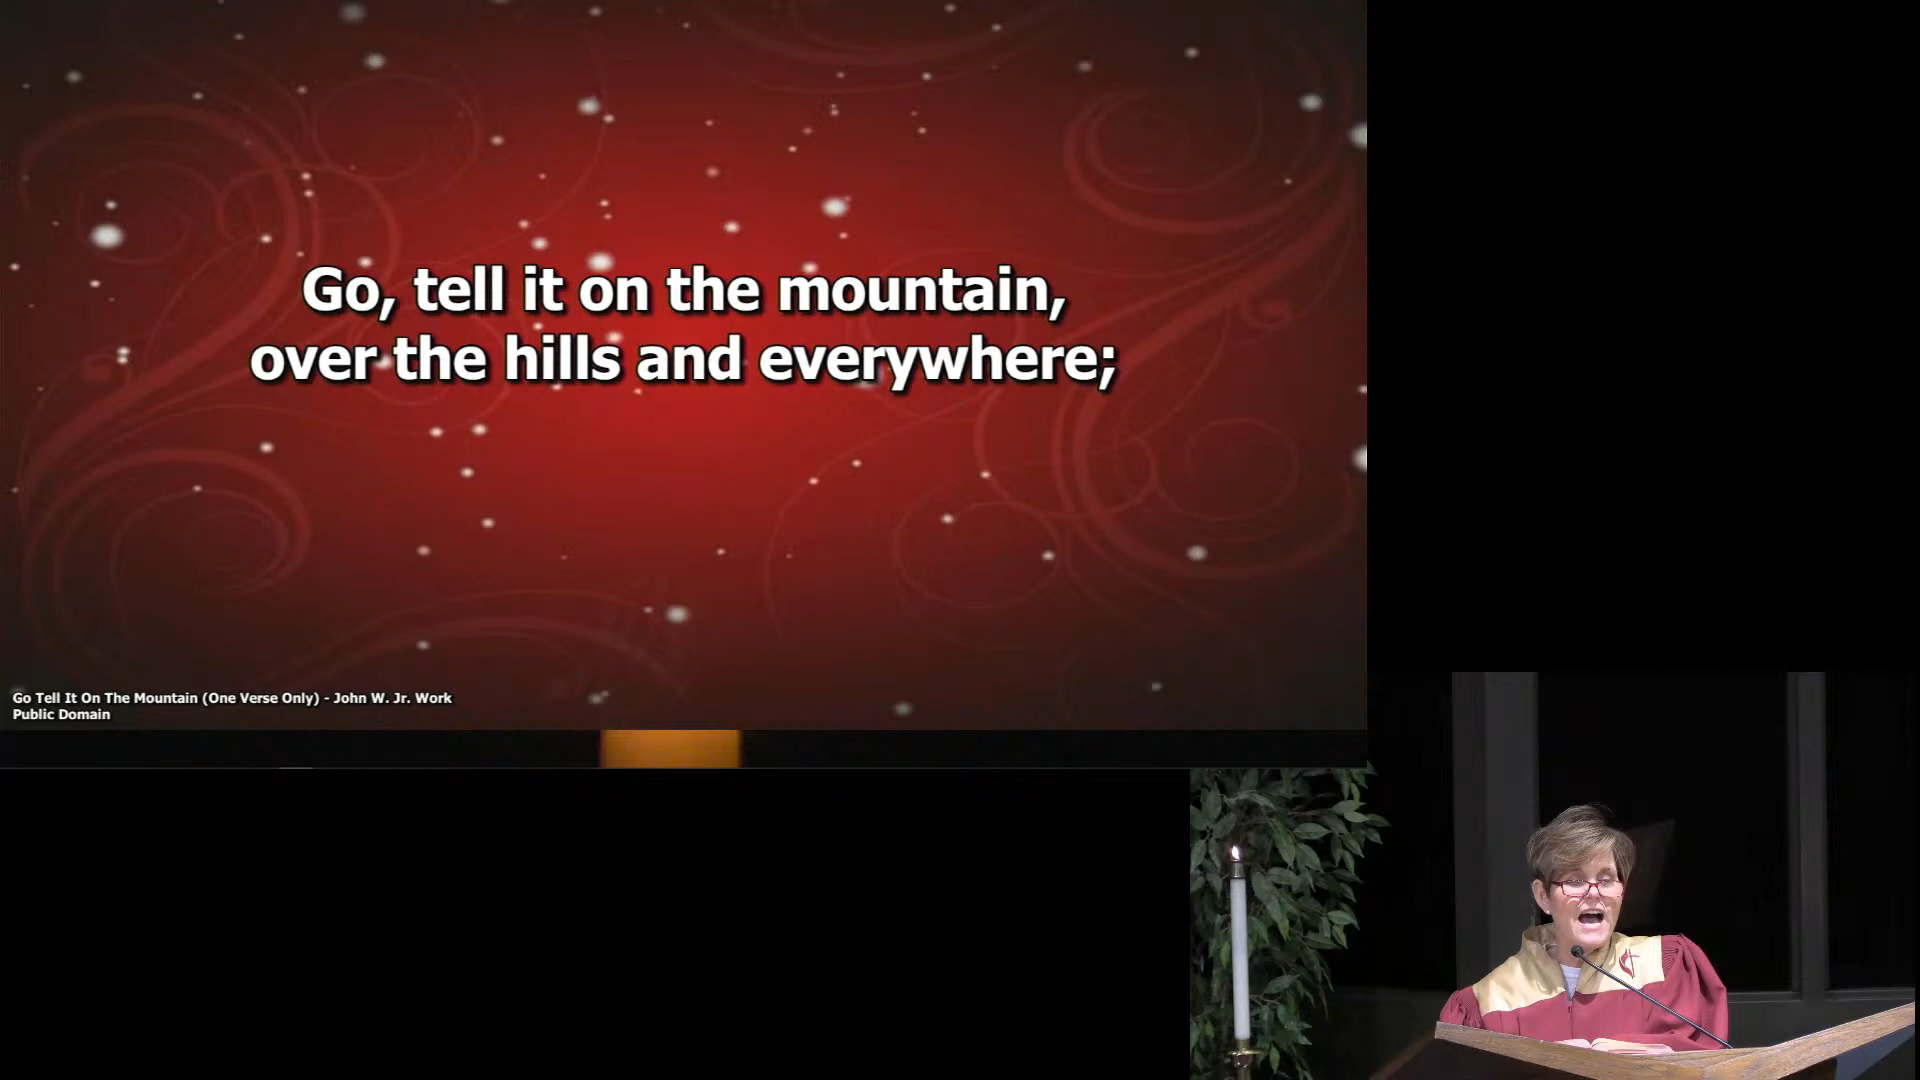 Go, tell it on the mountain,
over the hills and everywhere;
Go Tell It On The Mountain (One Verse Only) - John W. Jr. Work
Public Domain